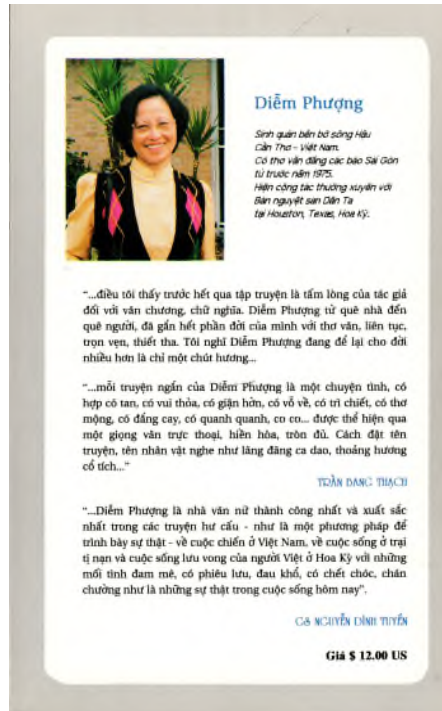 Diễm Phượng
Sinh quán bên bờ sông Hậu
Cần Thơ - Việt Nam.
Có thơ văn đăng các báo Sài Gòn
từ trước năm 1975.
Hiện cộng tác thường xuyên với
Bán nguyệt san Dân Ta
tại Houston, Texas, Hoa Kỳ.
"...điều tôi thấy trước hết qua tập truyện là tấm lòng của tác giả
đối với văn chương, chữ nghĩa. Diễm Phượng từ quê nhà đến
quê người, đã gắn hết phần đời của mình với thơ văn, liên tục,
trọn vẹn, thiết tha. Tôi nghĩ Diễm Phượng đang để lại cho đời
nhiều hơn là chỉ một chút hương...
"...mỗi truyện ngắn của Diễm Phượng là một chuyện tình, có
hợp có tan, có vui thỏa, có giận hờn, có vỗ về, có trì chiết, có thơ
mộng, có đắng cay, có quanh quanh, co co... được thể hiện qua
một giọng văn trực thoại, hiền hòa, tròn đủ. Cách đặt tên
truyện, tên nhân vật nghe như lãng đãng ca dao, thoảng hương
cổ tích..."
TRẦN DANG THẠCH
"...Diễm Phượng là nhà văn nữ thành công nhất và xuất sắc
nhất trong các truyện hư cấu - như là một phương pháp để
trình bày sự thật - về cuộc chiến ở Việt Nam, về cuộc sống ở trại
tị nạn và cuộc sống lưu vong của người Việt ở Hoa Kỳ với những
mối tình đam mê, có phiêu lưu, đau khổ, có chết chóc, chán
chường như là những sự thật trong cuộc sống hôm nay".
GS NGUYỄN ĐÌNH TUYẾN
Giá $ 12.00 US